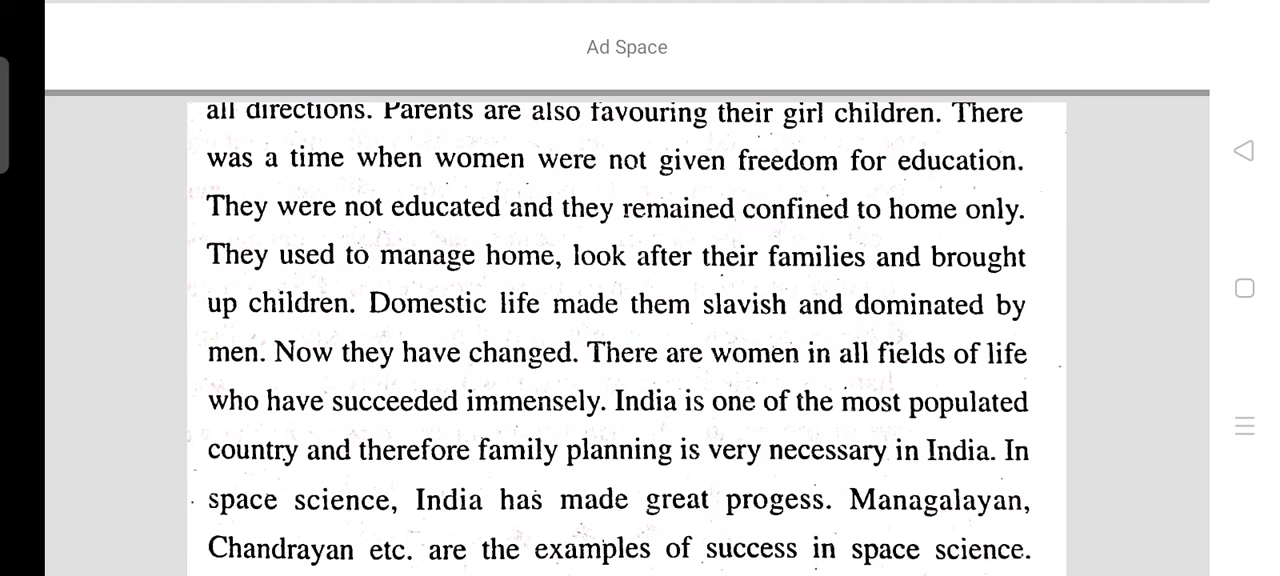 Ad Space
all directions. Parents are also favouring their girl children. There
was a time when women were not given freedom for education.
They were not educated and they remained confined to home only.
They used to manage home, look after their families and brought
up children. Domestic life made them slavish and dominated by
men. Now they have changed. There are women in all fields of life
who have succeeded immensely. India is one of the most populated
country and therefore family planning is very necessary in India. In
space science, India has made great progess. Managalayan,
Chandrayan etc. are the examples of success in space science.